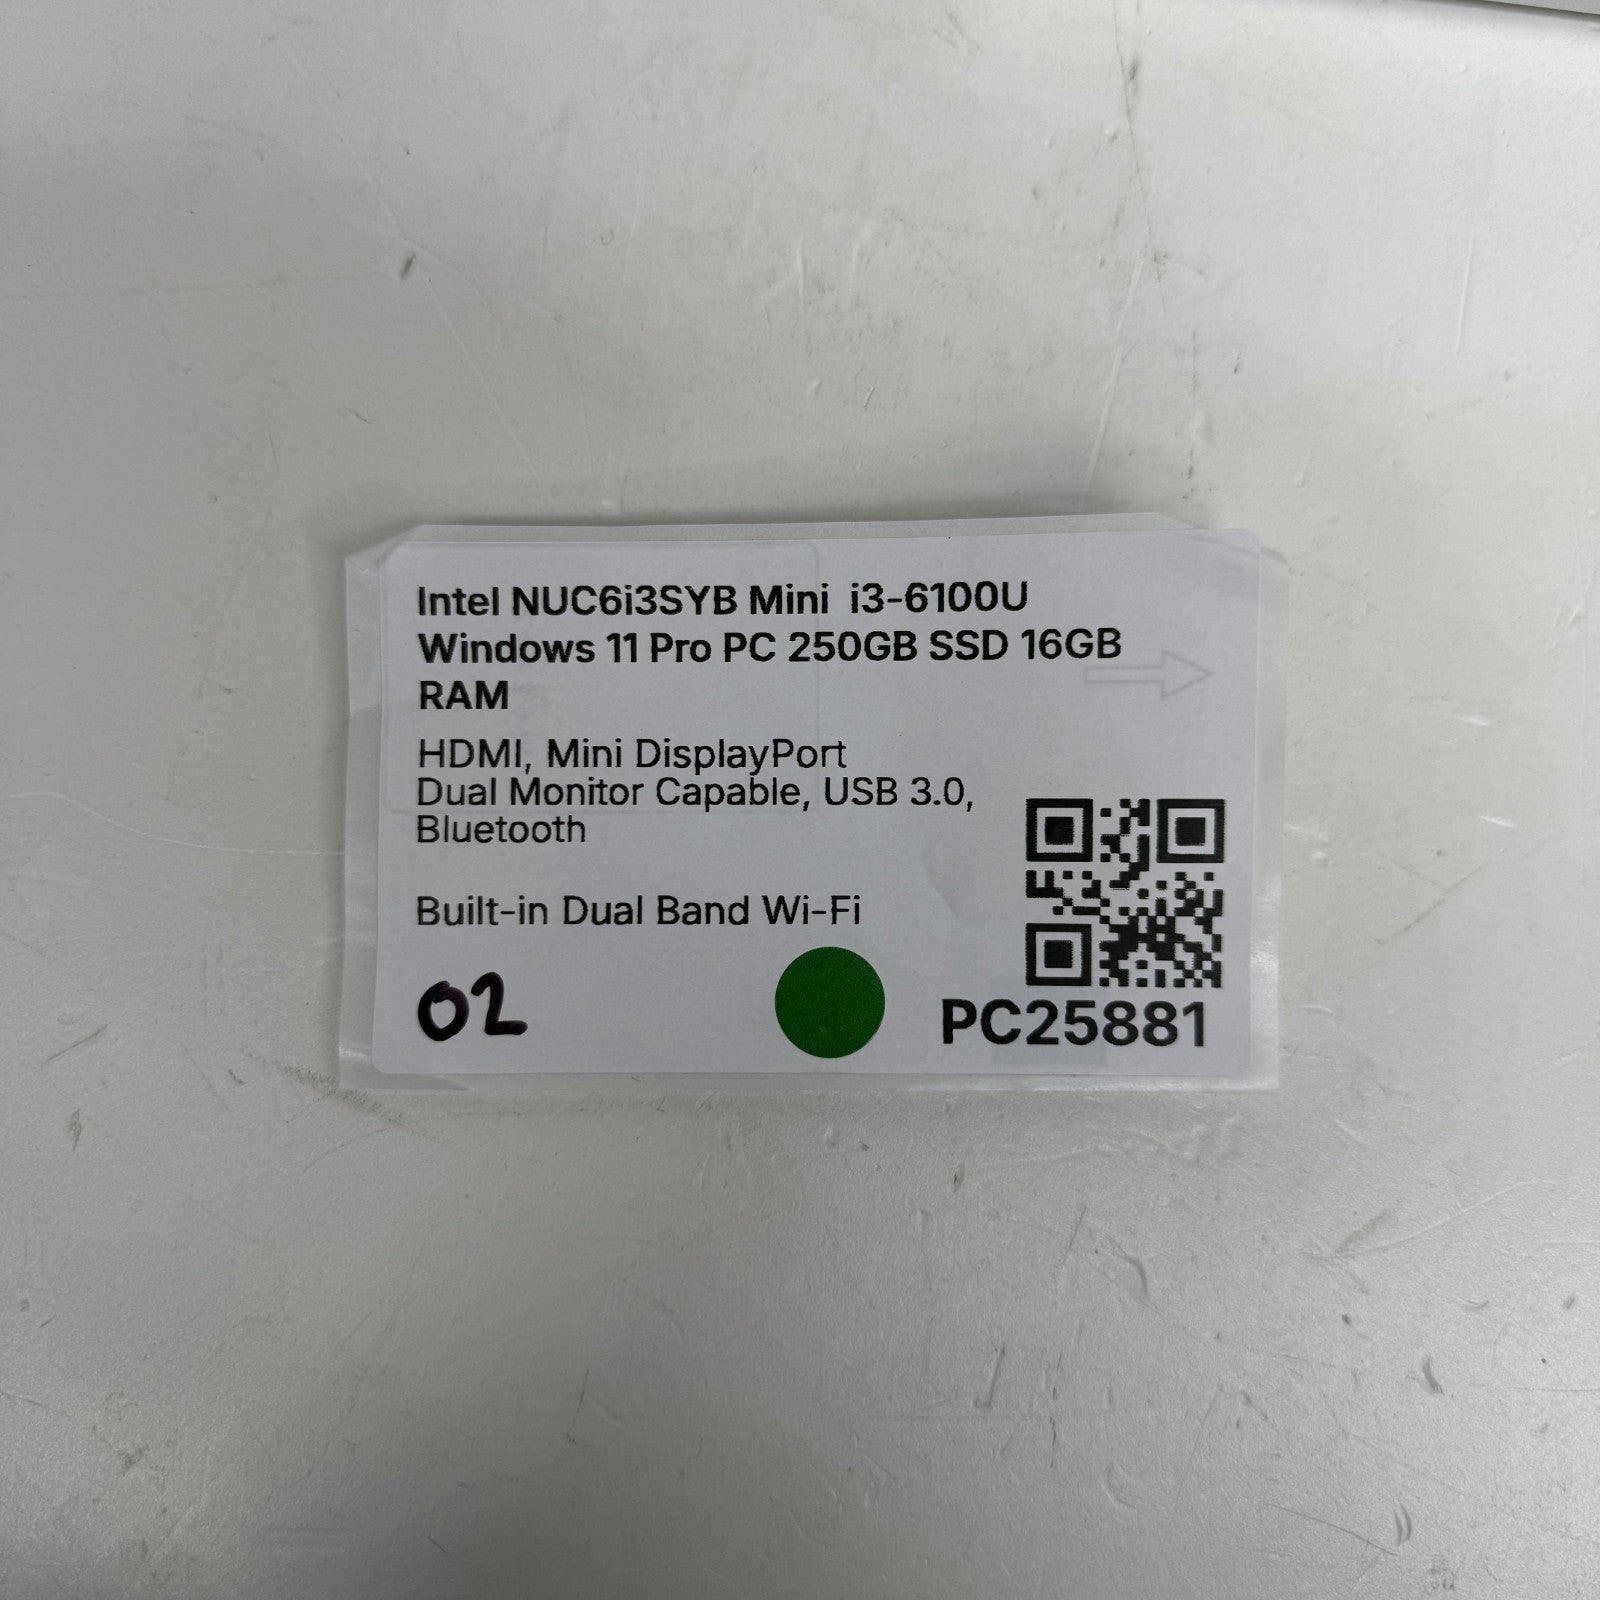 Intel NUC6i3SYB Mini i3-6100U
Windows 11 Pro PC 250GB SSD 16GB
RAM
HDMI, Mini DisplayPort
Dual Monitor Capable, USB 3.0,
Bluetooth
Built-in Dual Band Wi-Fi
02
PC25881